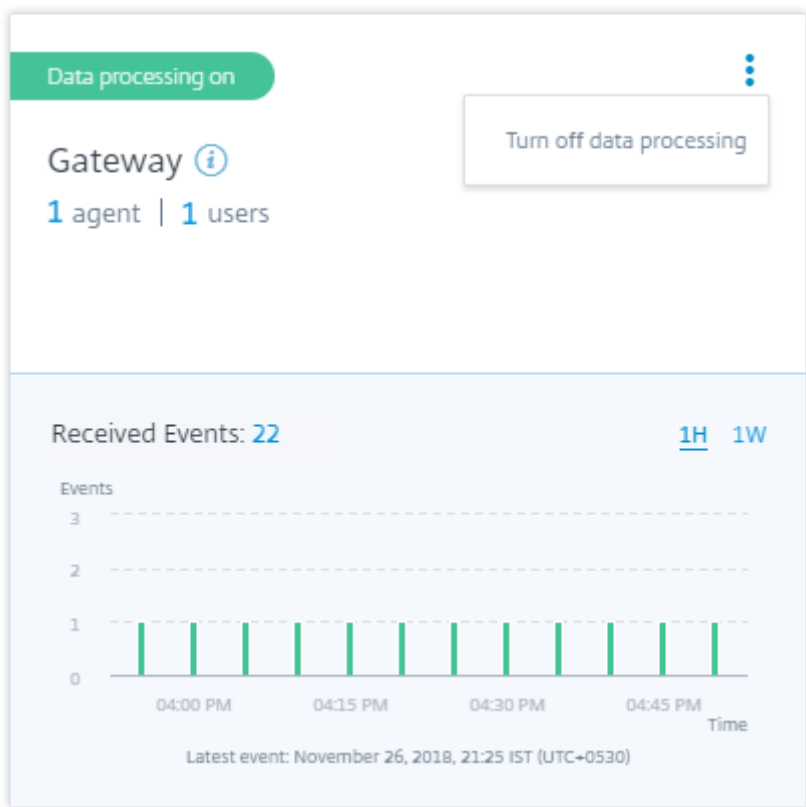 Data processing on
Turn off data processing
Gateway i
1 agent | 1 users
Received Events: 22
1H 1W
Events
3
2
1
0
04:00 PM 04:15 PM 04:30 PM 04:45 PM
Time
Latest event: November 26, 2018, 21:25 IST (UTC+0530)